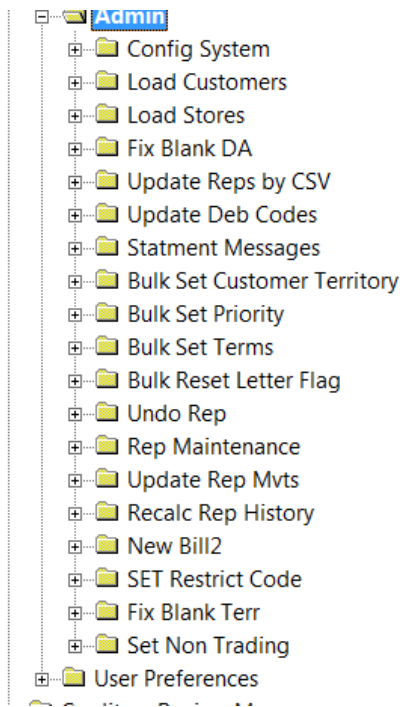 Admin
Config System
Load Customers
Load Stores
Fix Blank DA
Update Reps by CSV
Update Deb Codes
Statment Messages
Bulk Set Customer Territory
Bulk Set Priority
Bulk Set Terms
Bulk Reset Letter Flag
Undo Rep
Rep Maintenance
Update Rep Mvts
Recalc Rep History
New Bill2
SET Restrict Code
Fix Blank Terr
Set Non Trading
User Preferences